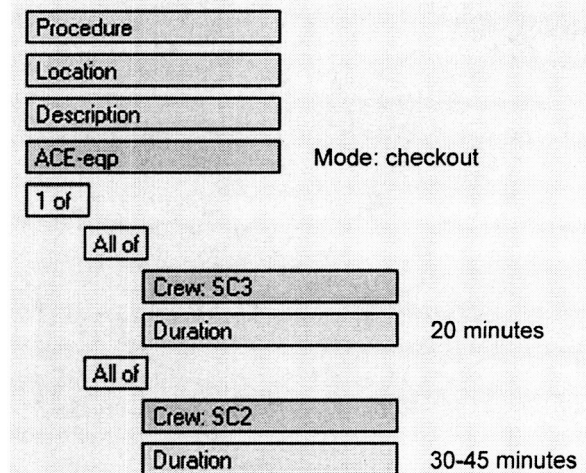 Procedure
Location
Description
ACE-eqp Mode: checkout
1 of
All of
Crew: SC3
Duration 20 minutes
All of
Crew: SC2
Duration 30-45 minutes